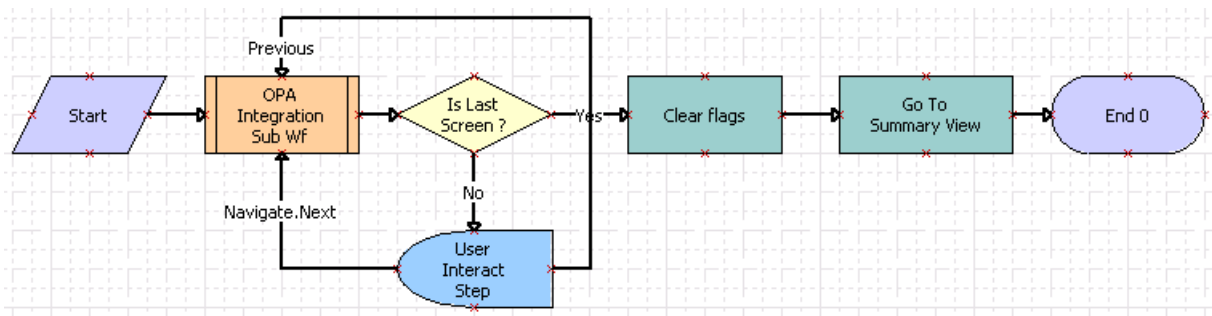 Previous
Start
OPA
Integration
Sub Wf
Is Last
Screen ?
Yes
Clear flags
Go To
Summary View
End 0
No
Navigate.Next
User
Interact
Step